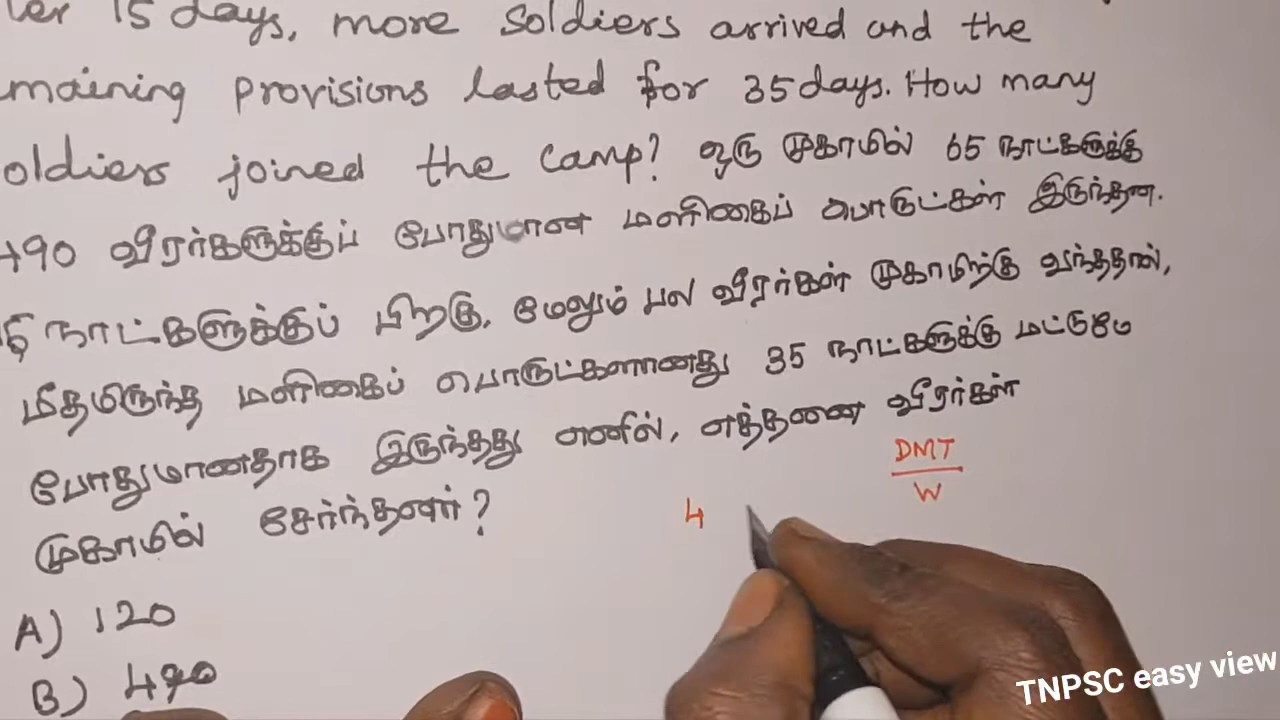 15 days, more soldiers arrived and the
maining provisions lasted for 35 days. How many
oldiers joined the camp? ஒரு முகாமில் 65 நாட்களுக்கு
490 வீரர்களுக்குப் போதுமான மளிகைப் பொருட்கள் இருந்தன.
15 நாட்களுக்குப் பிறகு, மேலும் பல வீரர்கள் முகாமிற்கு வந்ததால்,
மீதமிருந்த மளிகைப் பொருட்களானது 35 நாட்களுக்கு மட்டுமே
போதுமானதாக இருந்தது எனில், எத்தனை வீரர்கள்
முகாமில் சேர்ந்தனர்?
DMT
W
4
A) 120
B) 490
TNPSC easy view